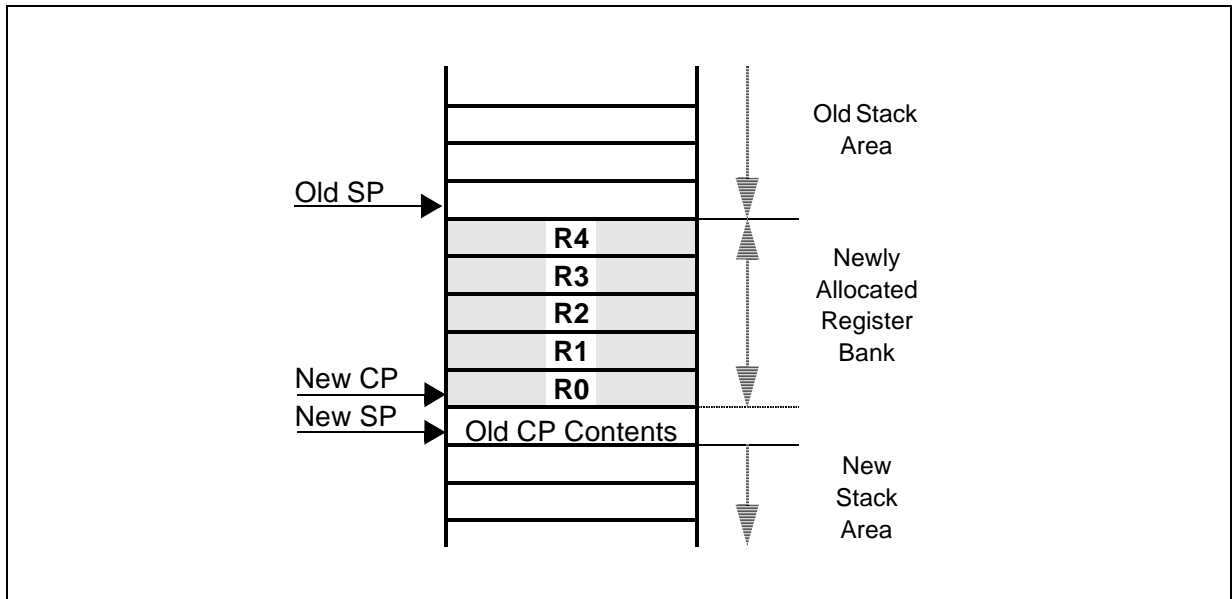 Old Stack
Area
Old SP
R4
R3
R2
R1
R0
Newly
Allocated
Register
Bank
New CP
New SP
Old CP Contents
New
Stack
Area